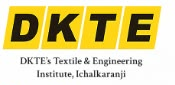 DKTE
DKTE's Textile & Engineering
Institute, Ichalkaranji